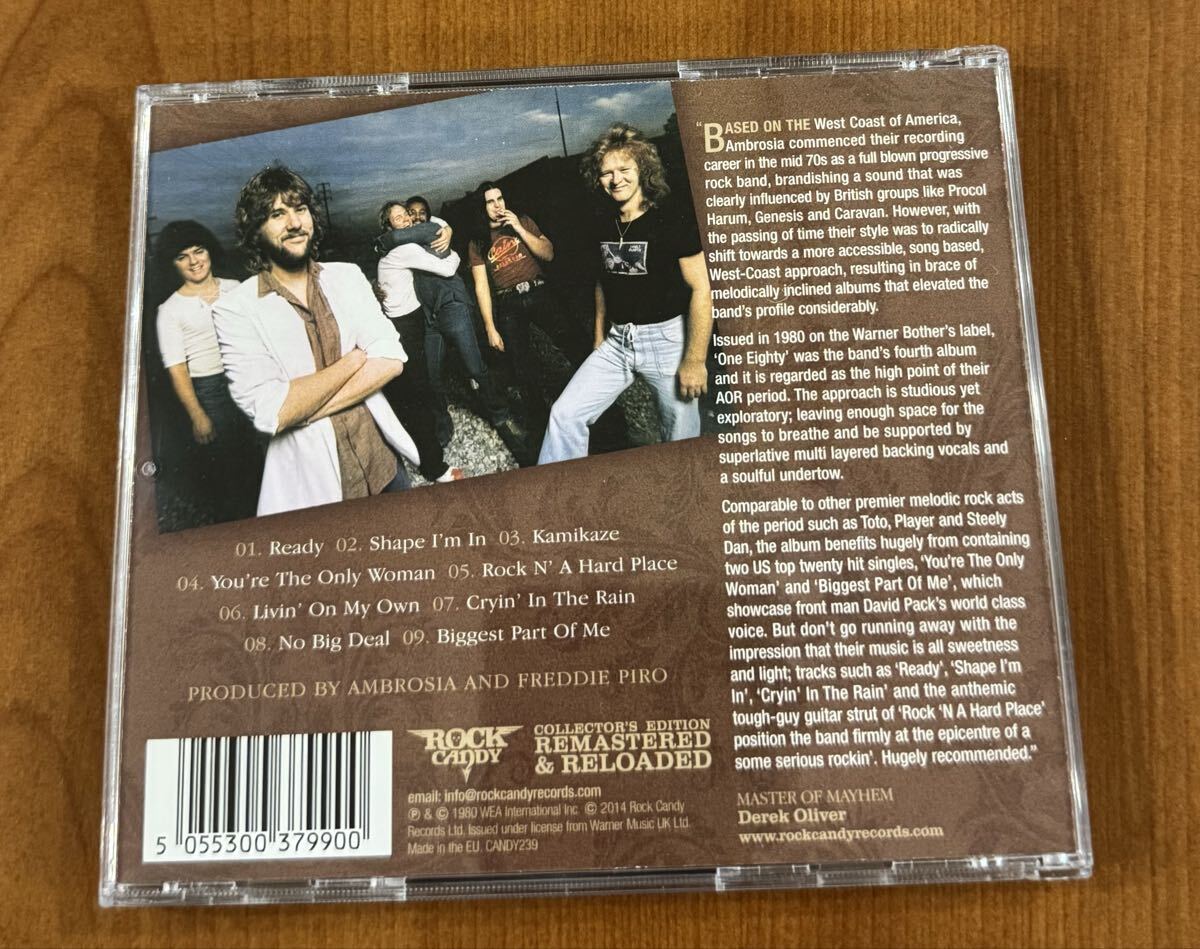 "BASED ON THE West Coast of America,
Ambrosia commenced their recording
career in the mid 70s as a full blown progressive
rock band, brandishing a sound that was
clearly influenced by British groups like Procol
Harum, Genesis and Caravan. However, with
the passing of time their style was to radically
shift towards a more accessible, song based,
West-Coast approach, resulting in brace of
melodically inclined albums that elevated the
band's profile considerably.
Issued in 1980 on the Warner Bother's label,
'One Eighty' was the band's fourth album
and it is regarded as the high point of their
AOR period. The approach is studious yet
exploratory; leaving enough space for the
songs to breathe and be supported by
superlative multi layered backing vocals and
a soulful undertow.
Comparable to other premier melodic rock acts
of the period such as Toto, Player and Steely
Dan, the album benefits hugely from containing
two US top twenty hit singles, 'You're The Only
Woman' and 'Biggest Part Of Me', which
showcase front man David Pack's world class
voice. But don't go running away with the
impression that their music is all sweetness
and light; tracks such as 'Ready', 'Shape I'm
In', 'Cryin' In The Rain' and the anthemic
tough-guy guitar strut of 'Rock 'N A Hard Place'
position the band firmly at the epicentre of a
some serious rockin'. Hugely recommended."
MASTER OF MAYHEM
Derek Oliver
www.rockcandyrecords.com
01. Ready 02. Shape I'm In 03. Kamikaze
04. You're The Only Woman 05. Rock N' A Hard Place
06. Livin' On My Own 07. Cryin' In The Rain
08. No Big Deal 09. Biggest Part Of Me
PRODUCED BY AMBROSIA AND FREDDIE PIRO
ROCK
CANDY
COLLECTOR'S EDITION
REMASTERED
& RELOADED
email: info@rockcandyrecords.com
℗ & © 1980 WEA International Inc © 2014 Rock Candy
Records Ltd. Issued under license from Warner Music UK Ltd.
Made in the EU. CANDY239
5 055300 379900